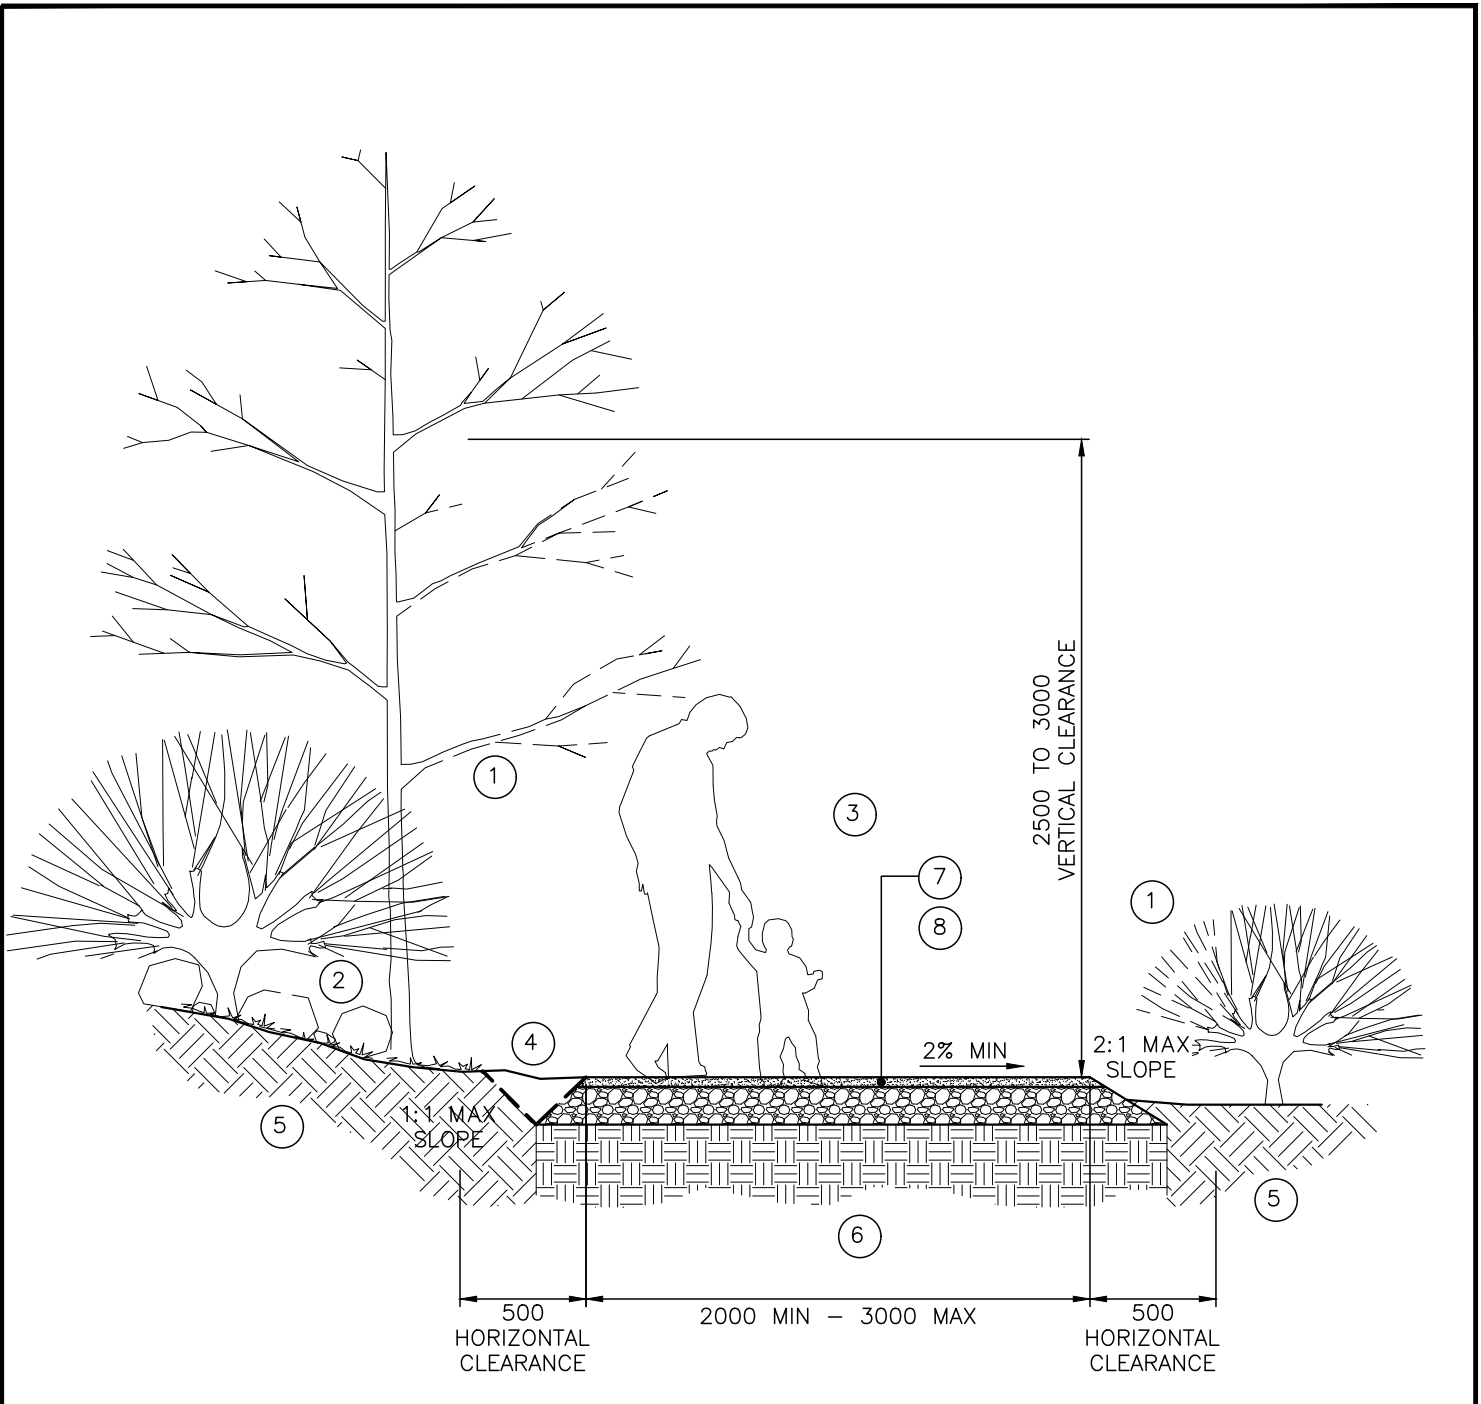 2500 TO 3000
VERTICAL CLEARANCE
1
3
7
1
8
2
4
2% MIN
2:1 MAX
SLOPE
1:1 MAX
SLOPE
5
5
6
500
HORIZONTAL
CLEARANCE
2000 MIN – 3000 MAX
500
HORIZONTAL
CLEARANCE